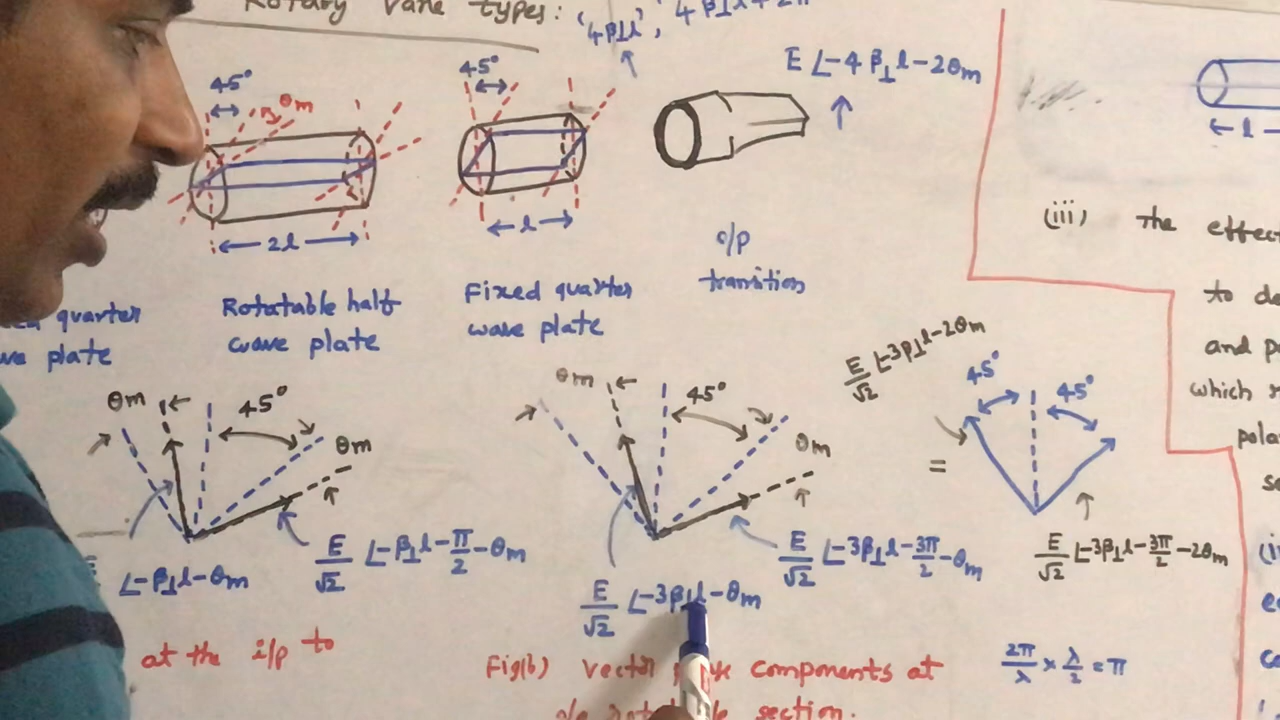 Rotary Vane types:
4β⊥l, 4β⊥l+2π
E∠-4β⊥l-2θm
45°
θm
45°
l
2l
l
(iii) The effect
o/p
transition
Rotatable half
wave plate
Fixed quarter
wave plate
quarter
plate
to de
and p
which
pola
E/√2 ∠-3β⊥l-2θm
45°
45°
θm
45°
θm
θm
45°
θm
=
E/√2 ∠-β⊥l-π/2-θm
E/√2 ∠-3β⊥l-3π/2-θm
E/√2 ∠-3β⊥l-3π/2-2θm
∠-β⊥l-θm
E/√2 ∠-3β⊥l-θm
at the i/p to
Fig(b) vector components at
section.
2π/λ × λ/2 = π